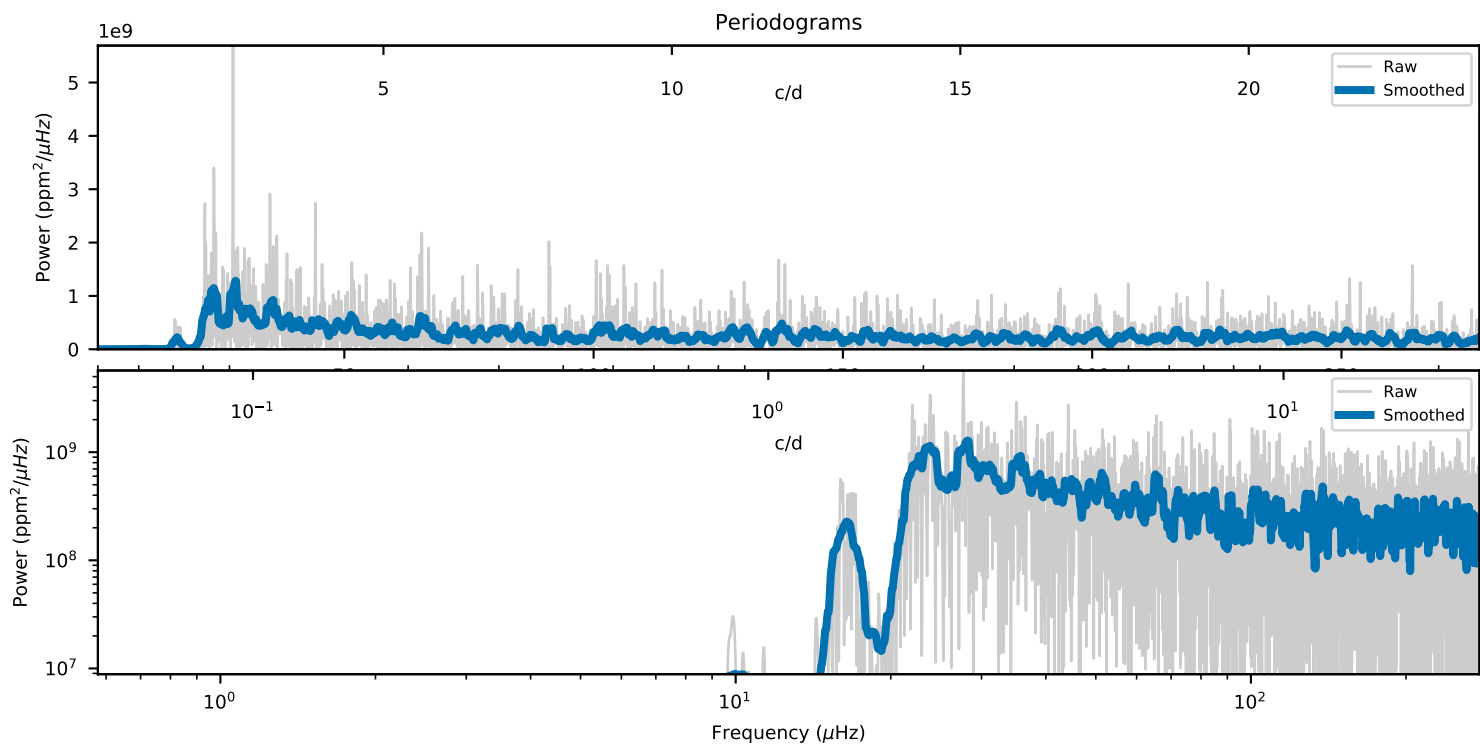 Periodograms
1e9
5 10 15 20
c/d
Raw
Smoothed
5
4
3
2
1
0
Power (ppm²/μHz)
10⁻¹ 10⁰ 10¹
c/d
Raw
Smoothed
10⁹
10⁸
10⁷
Power (ppm²/μHz)
10⁰ 10¹ 10²
Frequency (μHz)